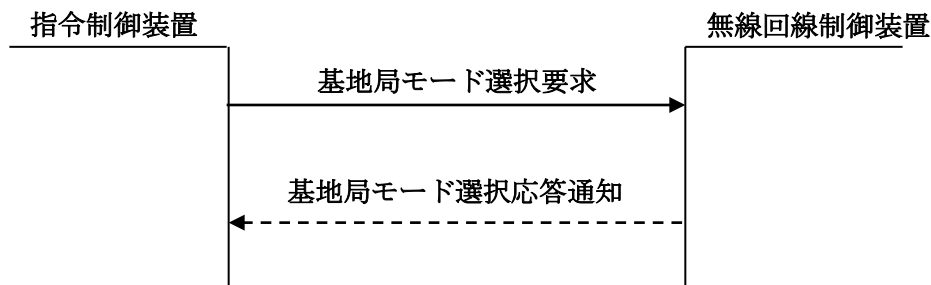 指令制御装置
無線回線制御装置
基地局モード選択要求
基地局モード選択応答通知